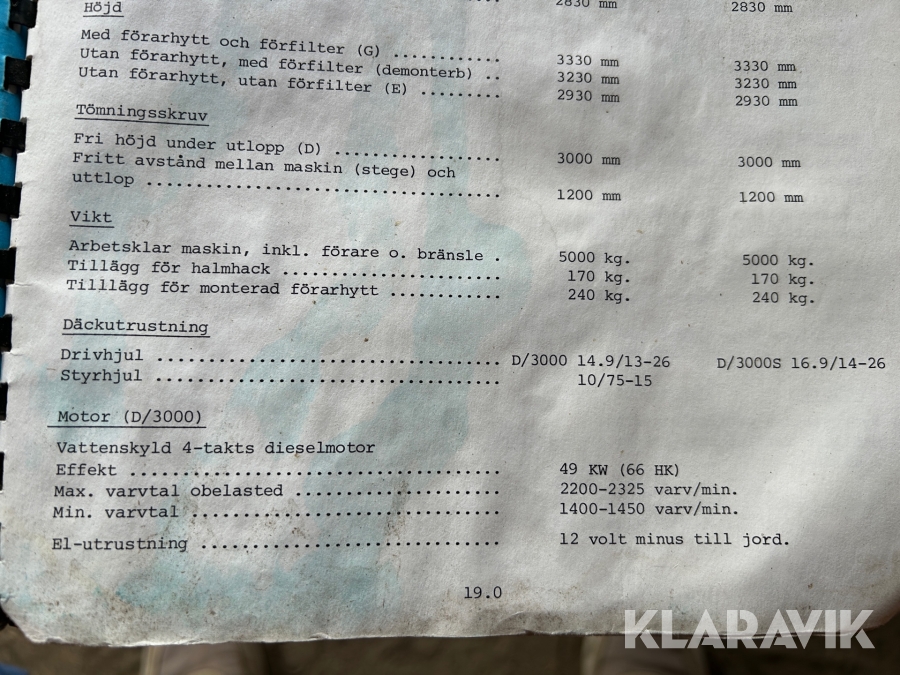 Höjd 2830 mm 2830 mm
Med förarhytt och förfilter (G) ............ 3330 mm 3330 mm
Utan förarhytt, med förfilter (demonterb) .. 3230 mm 3230 mm
Utan förarhytt, utan förfilter (E) ......... 2930 mm 2930 mm
Tömningsskruv
Fri höjd under utlopp (D) .................. 3000 mm 3000 mm
Fritt avstånd mellan maskin (stege) och
uttlop ..................................... 1200 mm 1200 mm
Vikt
Arbetsklar maskin, inkl. förare o. bränsle . 5000 kg. 5000 kg.
Tillägg för halmhack ....................... 170 kg. 170 kg.
Tilllägg för monterad förarhytt ............ 240 kg. 240 kg.
Däckutrustning
Drivhjul ..................................... D/3000 14.9/13-26 D/3000S 16.9/14-26
Styrhjul ..................................... 10/75-15
Motor (D/3000)
Vattenskyld 4-takts dieselmotor
Effekt ....................................... 49 KW (66 HK)
Max. varvtal obelasted ...................... 2200-2325 varv/min.
Min. varvtal ................................. 1400-1450 varv/min.
El-utrustning ................................ 12 volt minus till jord.
19.0
KLARAVIK